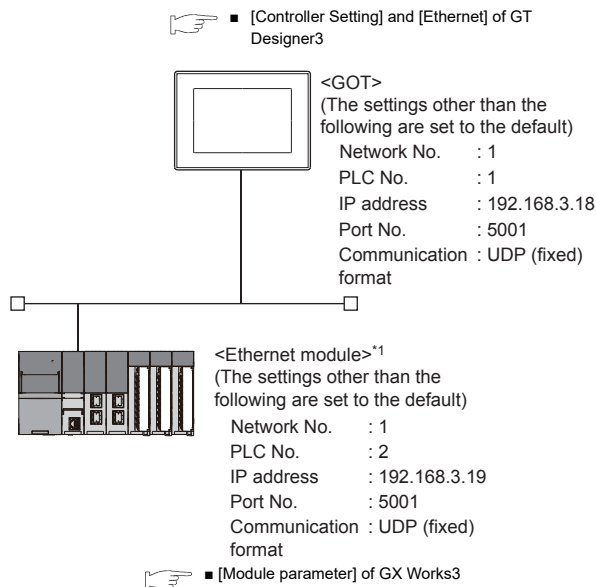 ■ [Controller Setting] and [Ethernet] of GT
Designer3
<GOT>
(The settings other than the
following are set to the default)
Network No. : 1
PLC No. : 1
IP address : 192.168.3.18
Port No. : 5001
Communication : UDP (fixed)
format
<Ethernet module>*1
(The settings other than the
following are set to the default)
Network No. : 1
PLC No. : 2
IP address : 192.168.3.19
Port No. : 5001
Communication : UDP (fixed)
format
■ [Module parameter] of GX Works3